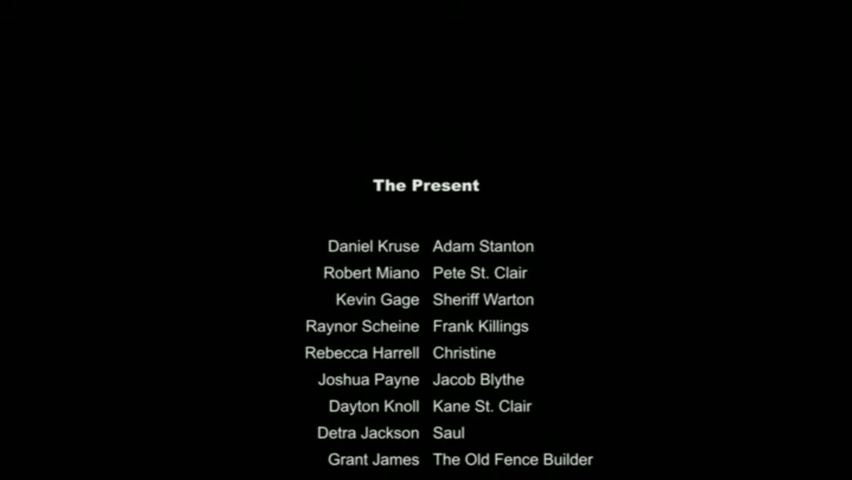 The Present
Daniel Kruse Adam Stanton
Robert Miano Pete St. Clair
Kevin Gage Sheriff Warton
Raynor Scheine Frank Killings
Rebecca Harrell Christine
Joshua Payne Jacob Blythe
Dayton Knoll Kane St. Clair
Detra Jackson Saul
Grant James The Old Fence Builder